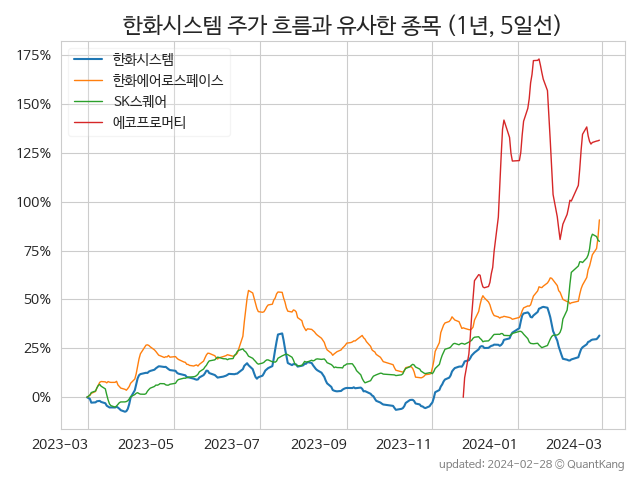 한화시스템 주가 흐름과 유사한 종목 (1년, 5일선)
175%
150%
125%
100%
75%
50%
25%
0%
한화시스템
한화에어로스페이스
SK스퀘어
에코프로머티
2023-03 2023-05 2023-07 2023-09 2023-11 2024-01 2024-03
updated: 2024-02-28 © QuantKang